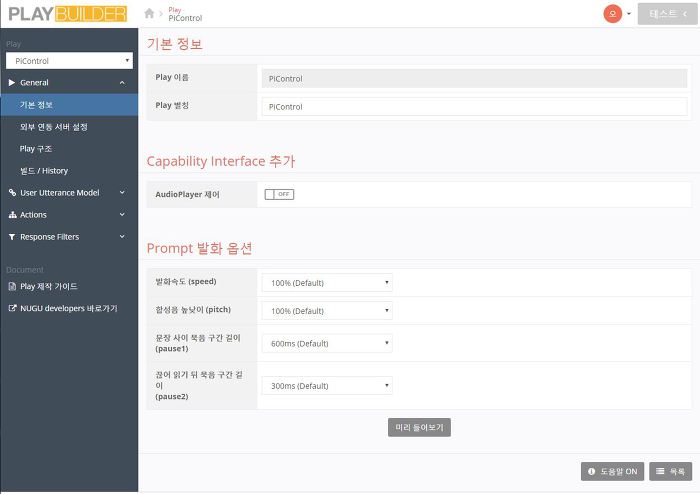 PLAY BUILDER
Play
PiControl
오
테스트
Play
PiControl
General
기본 정보
외부 연동 서버 설정
Play 구조
빌드 / History
User Utterance Model
Actions
Response Filters
Document
Play 제작 가이드
NUGU developers 바로가기
기본 정보
Play 이름
PiControl
Play 별칭
PiControl
Capability Interface 추가
AudioPlayer 제어
OFF
Prompt 발화 옵션
발화속도 (speed)
100% (Default)
합성음 높낮이 (pitch)
100% (Default)
문장 사이 묵음 구간 길이
(pause1)
600ms (Default)
끊어 읽기 뒤 묵음 구간 길
이
(pause2)
300ms (Default)
미리 들어보기
도움말 ON
목록